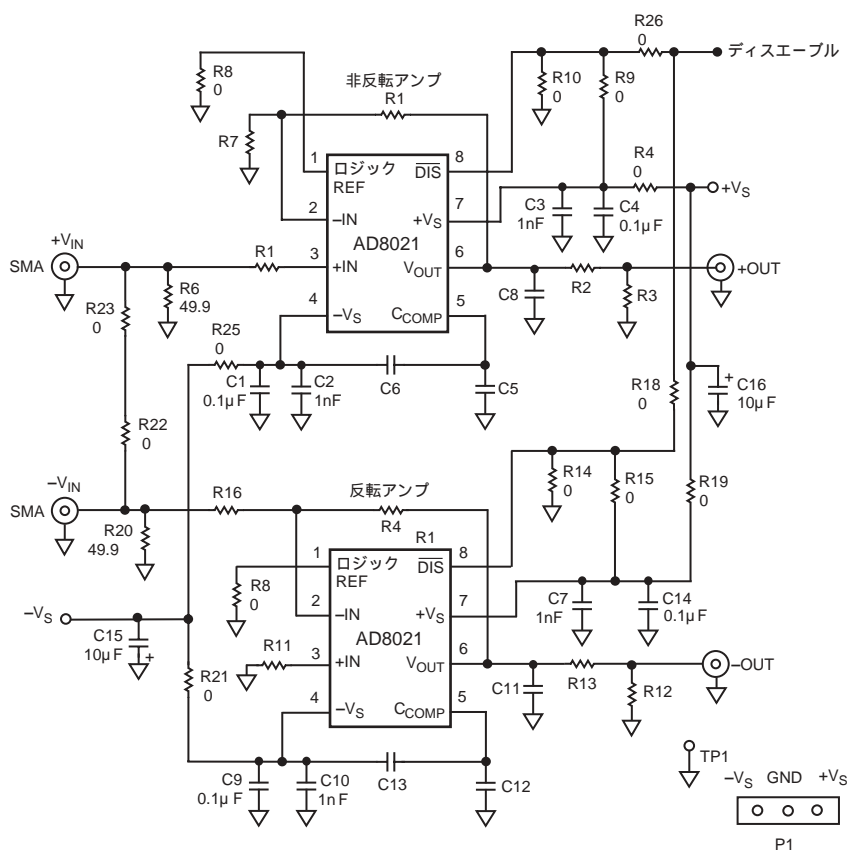 R26
0
ディスエーブル
R8
0
非反転アンプ
R1
R10
0
R9
0
R7
R4
0
+VS
1
ロジック
REF
DIS
8
C3
1nF
C4
0.1µF
2
–IN
+VS
7
AD8021
+VIN
SMA
R1
3
+IN
VOUT
6
+OUT
R6
49.9
R23
0
4
–VS
CCOMP
5
C8
R2
R3
R25
0
C1
0.1µF
C2
1nF
C6
C5
R18
0
+
C16
10µF
R22
0
–VIN
SMA
R16
反転アンプ
R4
R14
0
R15
0
R19
0
R20
49.9
R1
1
ロジック
REF
DIS
8
R8
0
2
–IN
+VS
7
C7
1nF
C14
0.1µF
–VS
C15
10µF
+
AD8021
R11
3
+IN
VOUT
6
–OUT
R21
0
4
–VS
CCOMP
5
C11
R13
R12
C9
0.1µF
C10
1nF
C13
C12
TP1
–VS GND +VS
P1